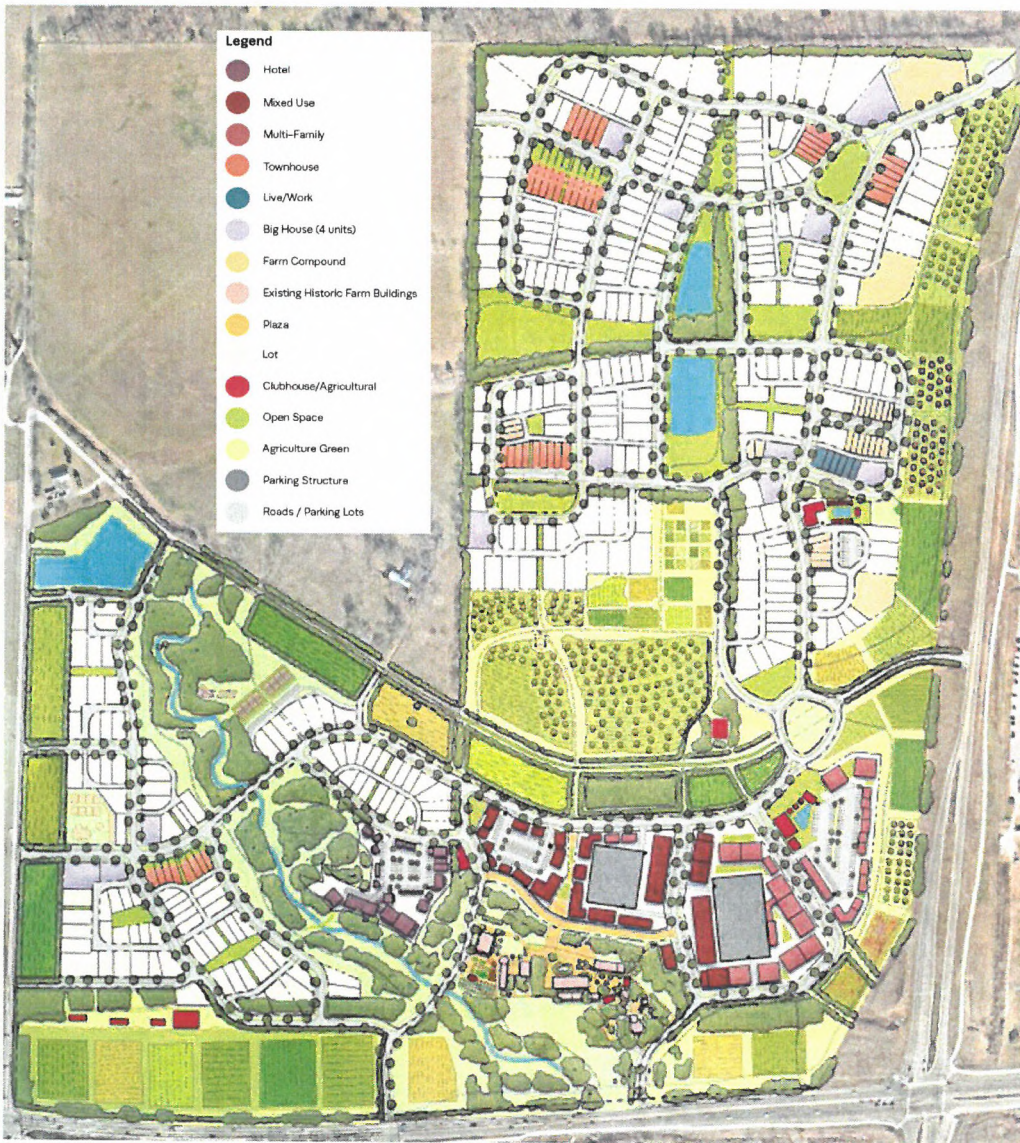 Legend
Hotel
Mixed Use
Multi-Family
Townhouse
Live/Work
Big House (4 units)
Farm Compound
Existing Historic Farm Buildings
Plaza
Lot
Clubhouse/Agricultural
Open Space
Agriculture Green
Parking Structure
Roads / Parking Lots